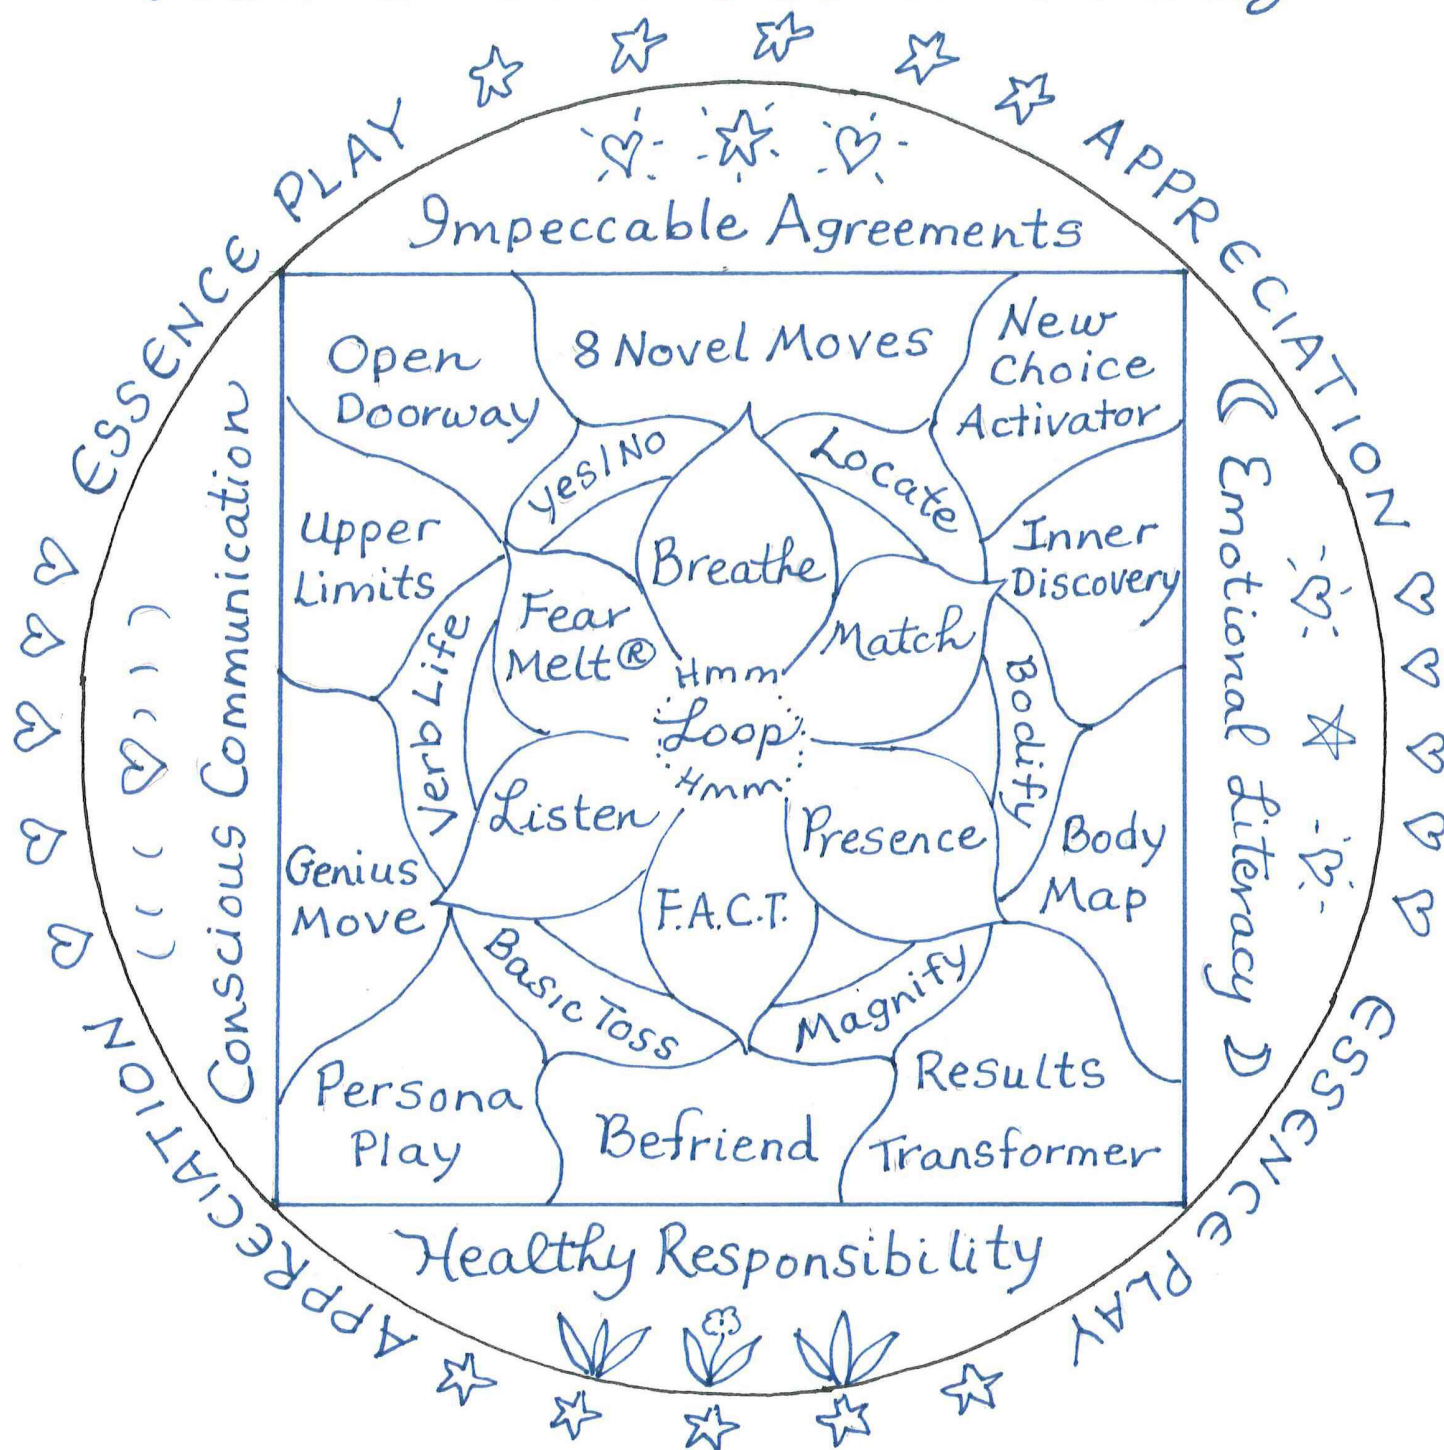 ESSENCE PLAY
APPRECIATION
Impeccable Agreements
Open
Doorway
8 Novel Moves
New
Choice
Activator
Yes/No
Locate
Upper
Limits
Breathe
Inner
Discovery
Conscious Communication
Emotional Literacy
Verb Life
Fear
Melt®
Match
Bodify
Hmm
Loop
Hmm
Listen
Presence
Genius
Move
F.A.C.T.
Body
Map
Basic Toss
Magnify
Persona
Play
Befriend
Results
Transformer
Healthy Responsibility
APPRECIATION
ESSENCE PLAY